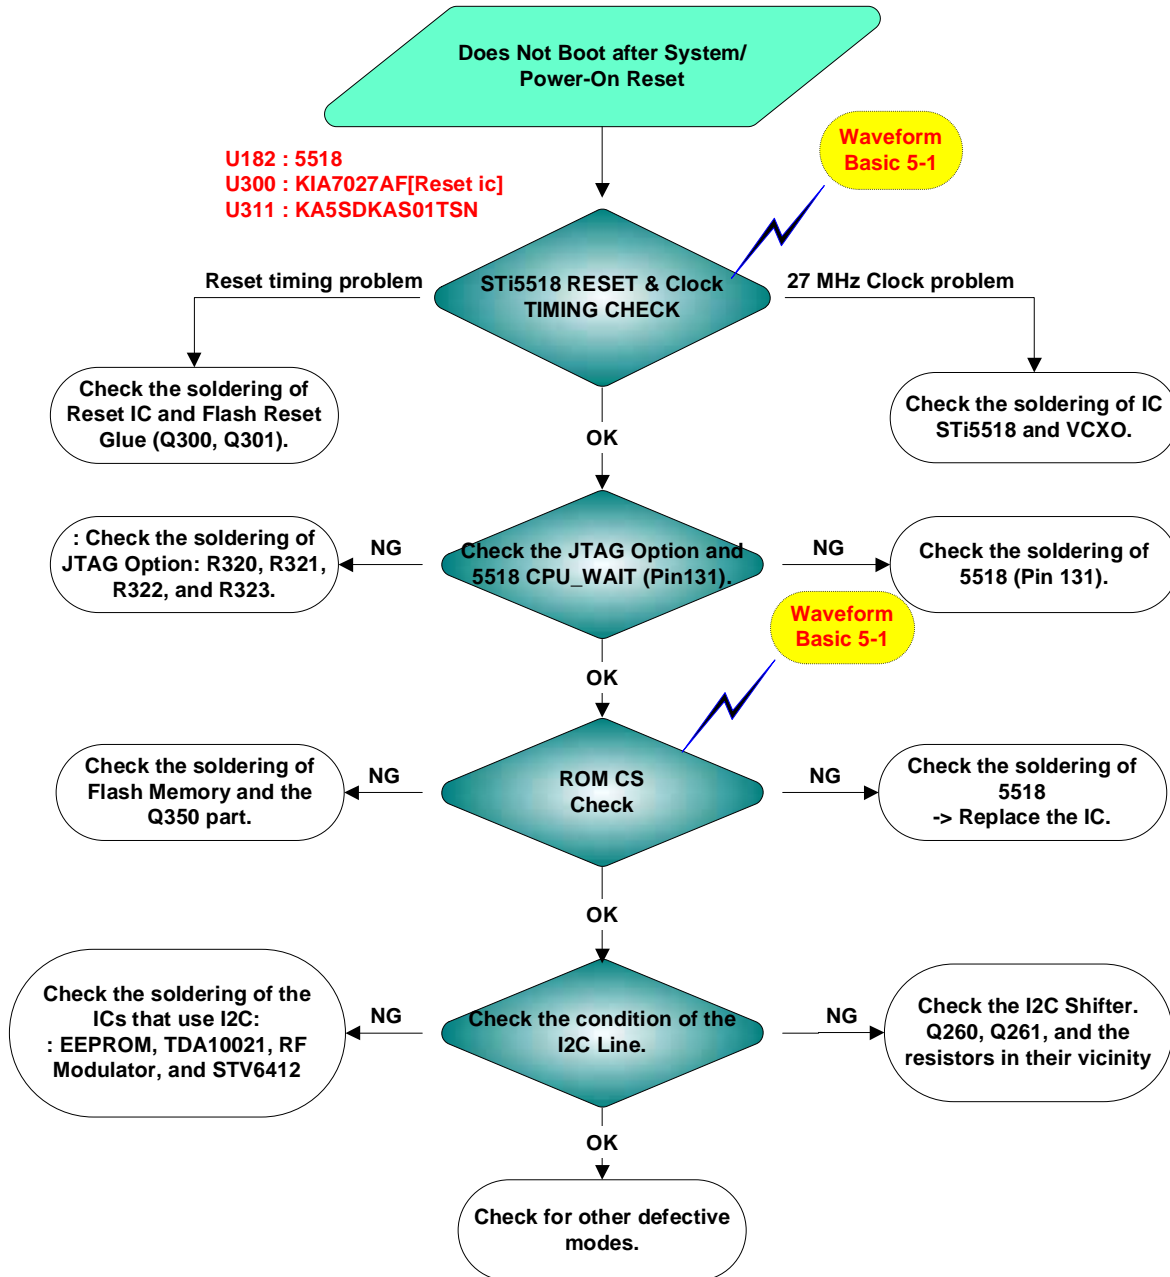 Does Not Boot after System/
Power-On Reset
Waveform
Basic 5-1
U182 : 5518
U300 : KIA7027AF[Reset ic]
U311 : KA5SDKAS01TSN
Reset timing problem
STi5518 RESET & Clock
TIMING CHECK
27 MHz Clock problem
Check the soldering of
Reset IC and Flash Reset
Glue (Q300, Q301).
Check the soldering of IC
STi5518 and VCXO.
OK
: Check the soldering of
JTAG Option: R320, R321,
R322, and R323.
NG
Check the JTAG Option and
5518 CPU_WAIT (Pin131).
NG
Check the soldering of
5518 (Pin 131).
Waveform
Basic 5-1
OK
Check the soldering of
Flash Memory and the
Q350 part.
NG
ROM CS
Check
NG
Check the soldering of
5518
-> Replace the IC.
OK
Check the soldering of the
ICs that use I2C:
: EEPROM, TDA10021, RF
Modulator, and STV6412
NG
Check the condition of the
I2C Line.
NG
Check the I2C Shifter.
Q260, Q261, and the
resistors in their vicinity
OK
Check for other defective
modes.